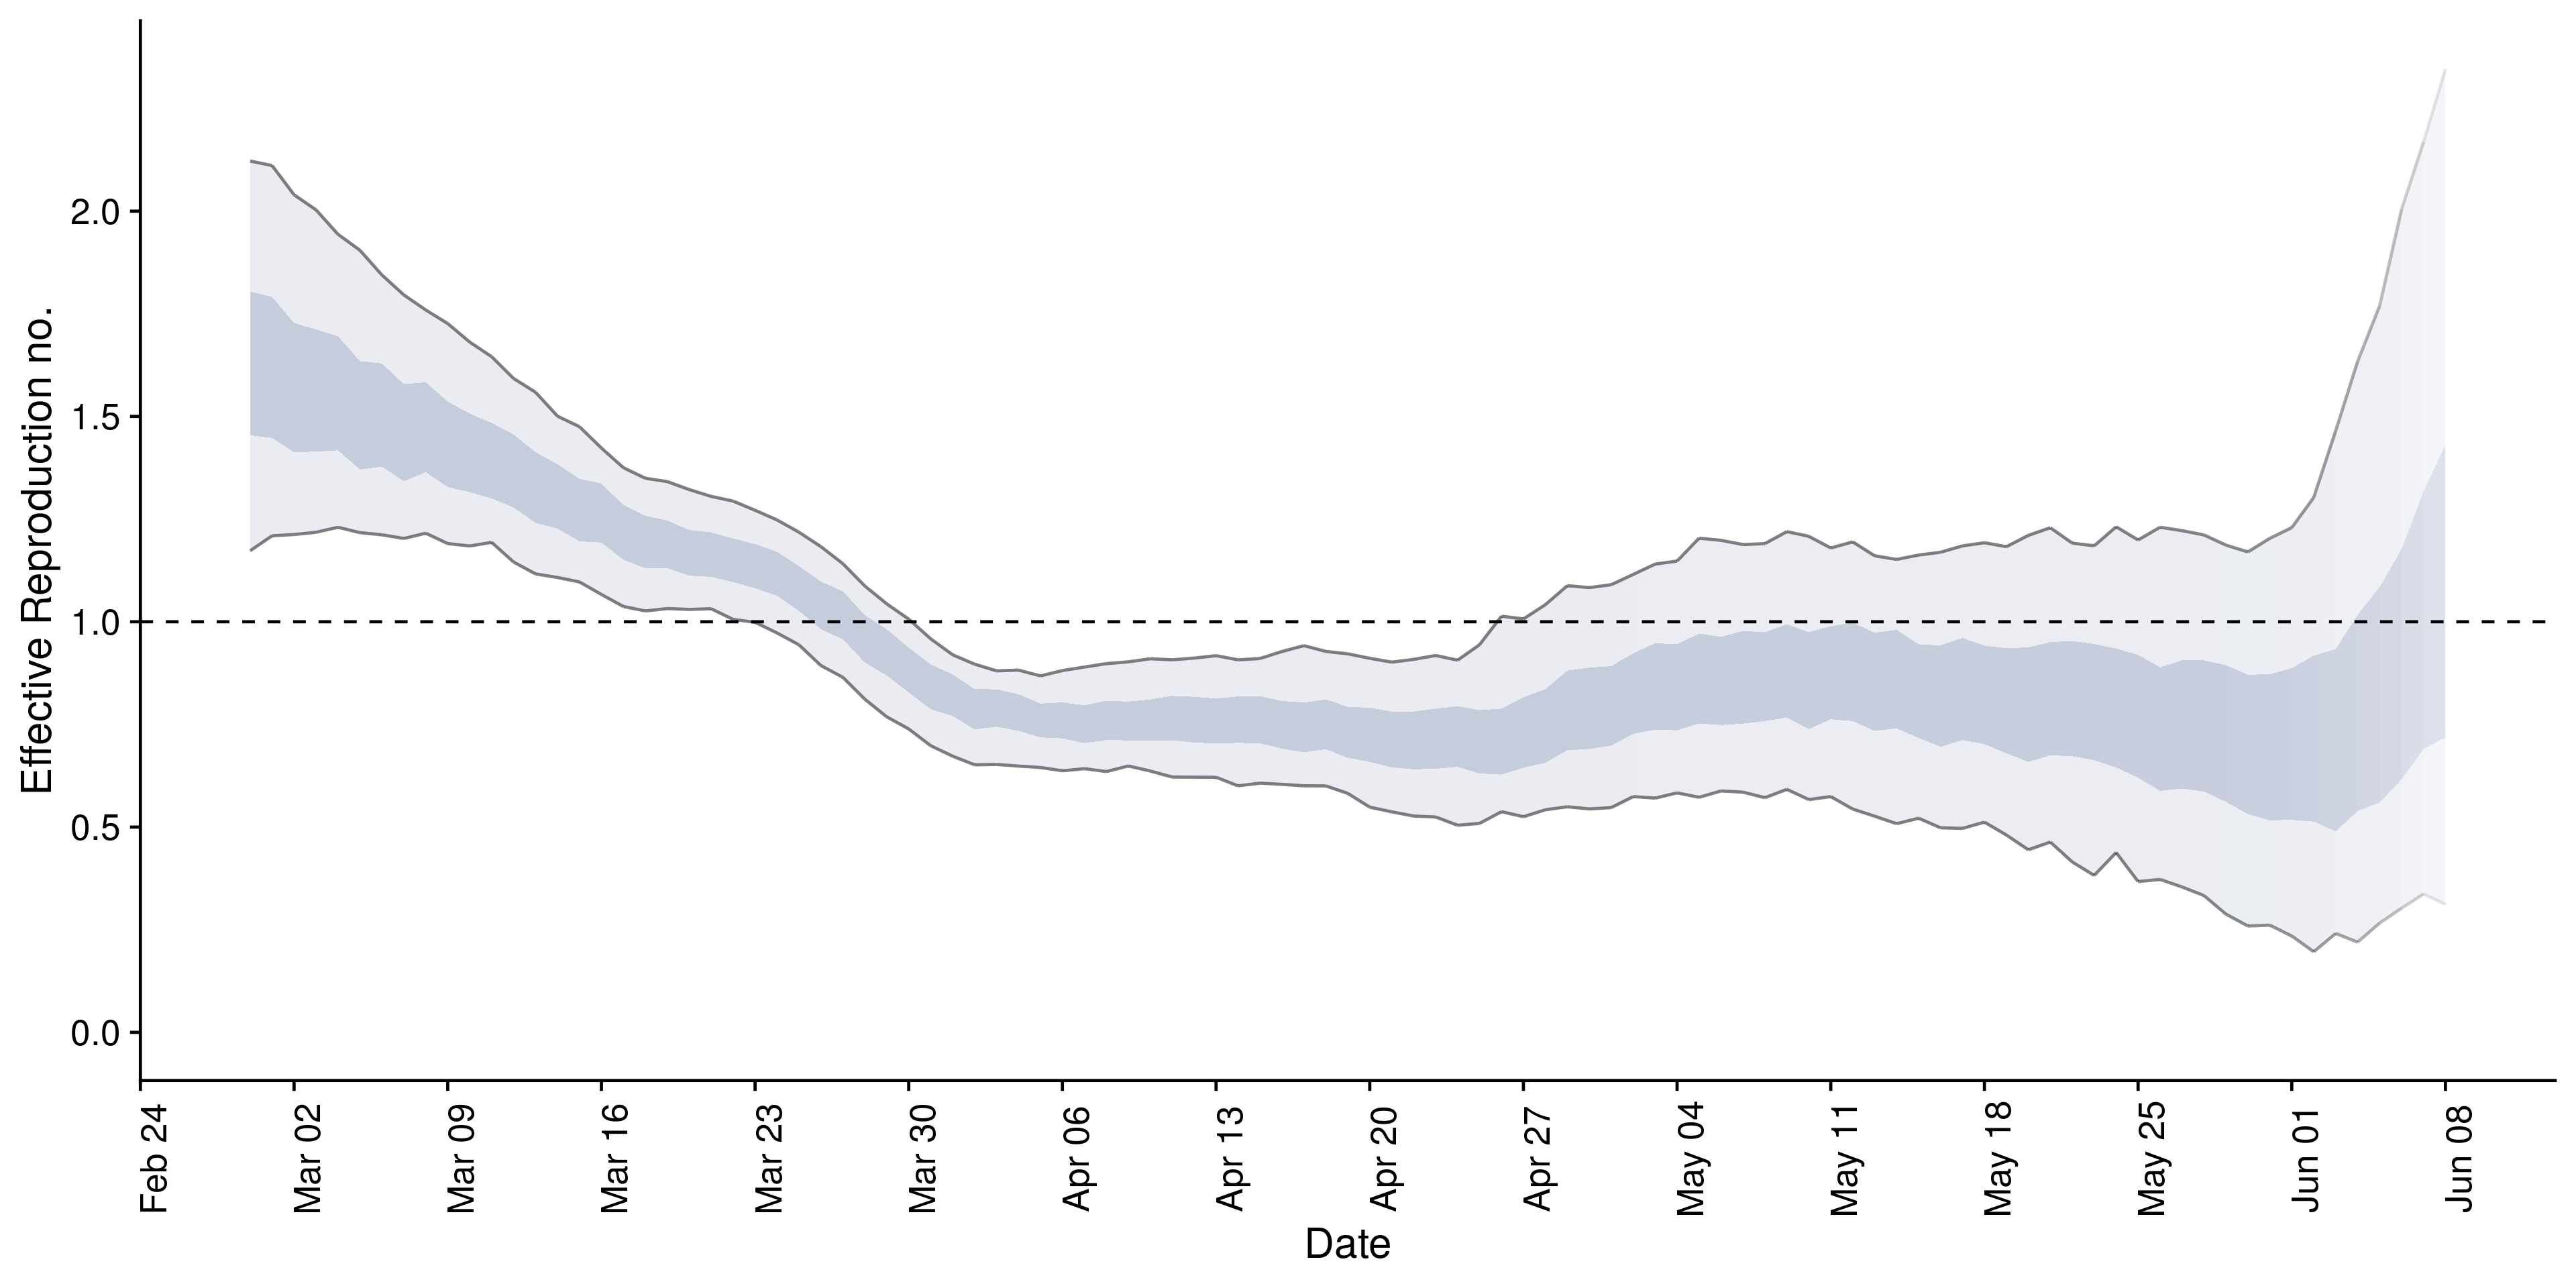 Effective Reproduction no.
2.0
1.5
1.0
0.5
0.0
Feb 24
Mar 02
Mar 09
Mar 16
Mar 23
Mar 30
Apr 06
Apr 13
Apr 20
Apr 27
May 04
May 11
May 18
May 25
Jun 01
Jun 08
Date